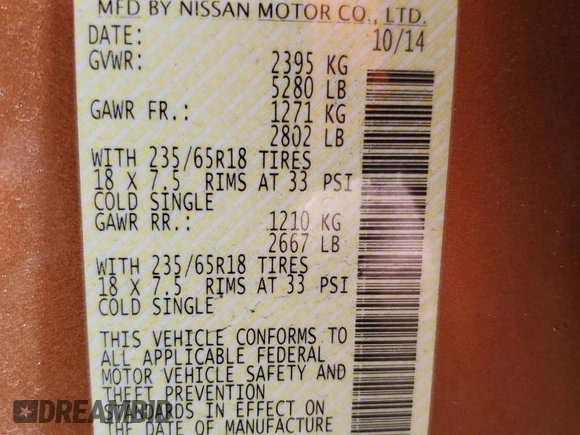 MFD BY NISSAN MOTOR CO., LTD.
DATE: 10/14
GVWR: 2395 KG
5280 LB
GAWR FR.: 1271 KG
2802 LB
WITH 235/65R18 TIRES
18 X 7.5 RIMS AT 33 PSI
COLD SINGLE
GAWR RR.: 1210 KG
2667 LB
WITH 235/65R18 TIRES
18 X 7.5 RIMS AT 33 PSI
COLD SINGLE
THIS VEHICLE CONFORMS TO
ALL APPLICABLE FEDERAL
MOTOR VEHICLE SAFETY AND
THEFT PREVENTION
STANDARDS IN EFFECT ON
THE DATE OF MANUFACTURE
DREAMBID